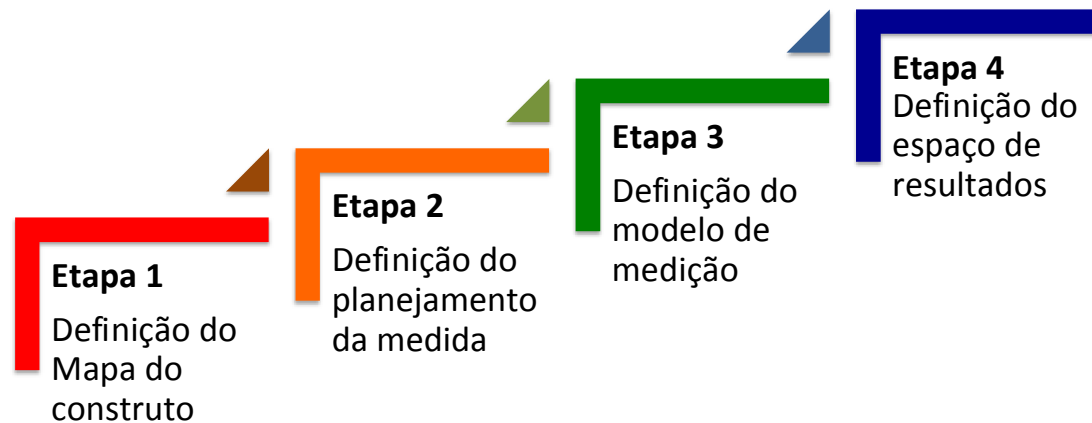 Etapa 1
Definição do
Mapa do
construto
Etapa 2
Definição do
planejamento
da medida
Etapa 3
Definição do
modelo de
medição
Etapa 4
Definição do
espaço de
resultados